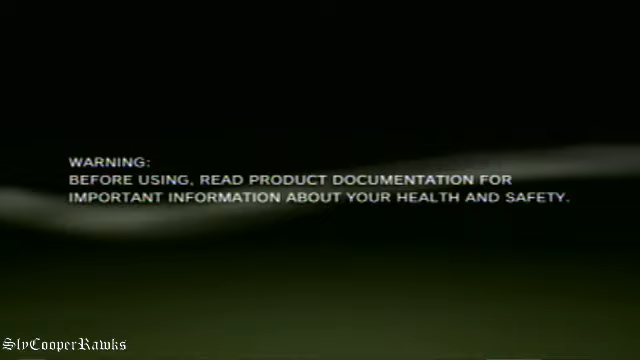 WARNING:
BEFORE USING, READ PRODUCT DOCUMENTATION FOR
IMPORTANT INFORMATION ABOUT YOUR HEALTH AND SAFETY.
SlyCooperRawks